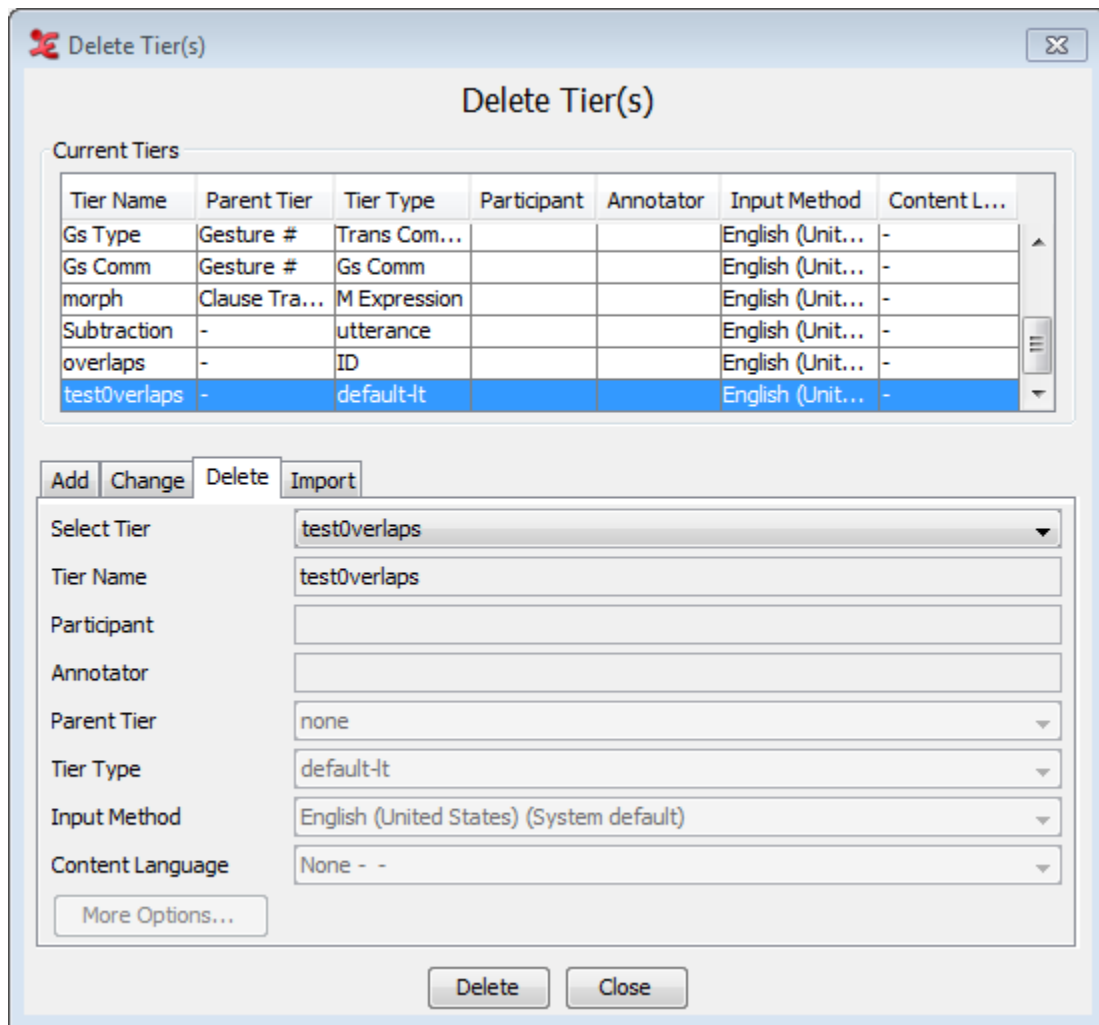 Delete Tier(s)
Delete Tier(s)
Current Tiers
Tier Name Parent Tier Tier Type Participant Annotator Input Method Content L...
Gs Type Gesture # Trans Com... English (Unit... -
Gs Comm Gesture # Gs Comm English (Unit... -
morph Clause Tra... M Expression English (Unit... -
Subtraction - utterance English (Unit... -
overlaps - ID English (Unit... -
test0verlaps - default-lt English (Unit... -
Add Change Delete Import
Select Tier test0verlaps
Tier Name test0verlaps
Participant
Annotator
Parent Tier none
Tier Type default-lt
Input Method English (United States) (System default)
Content Language None - -
More Options...
Delete Close